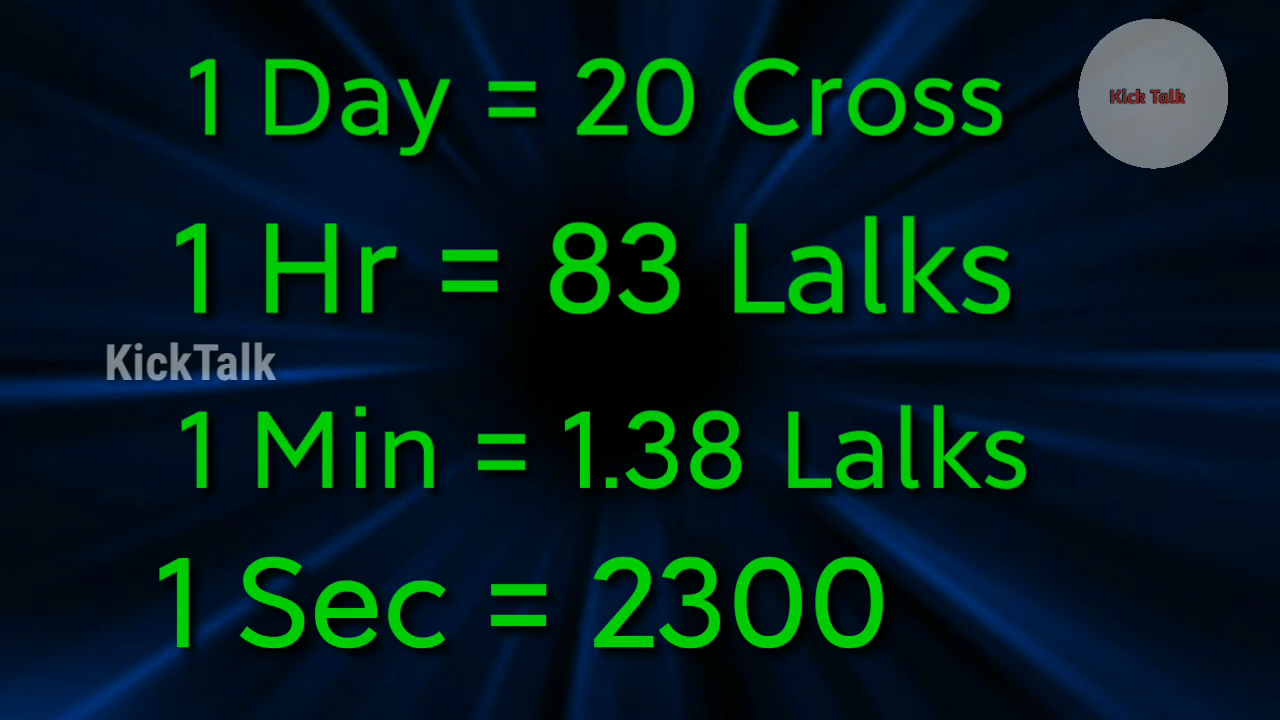 1 Day = 20 Cross
Kick Talk
1 Hr = 83 Lalks
KickTalk
1 Min = 1.38 Lalks
1 Sec = 2300